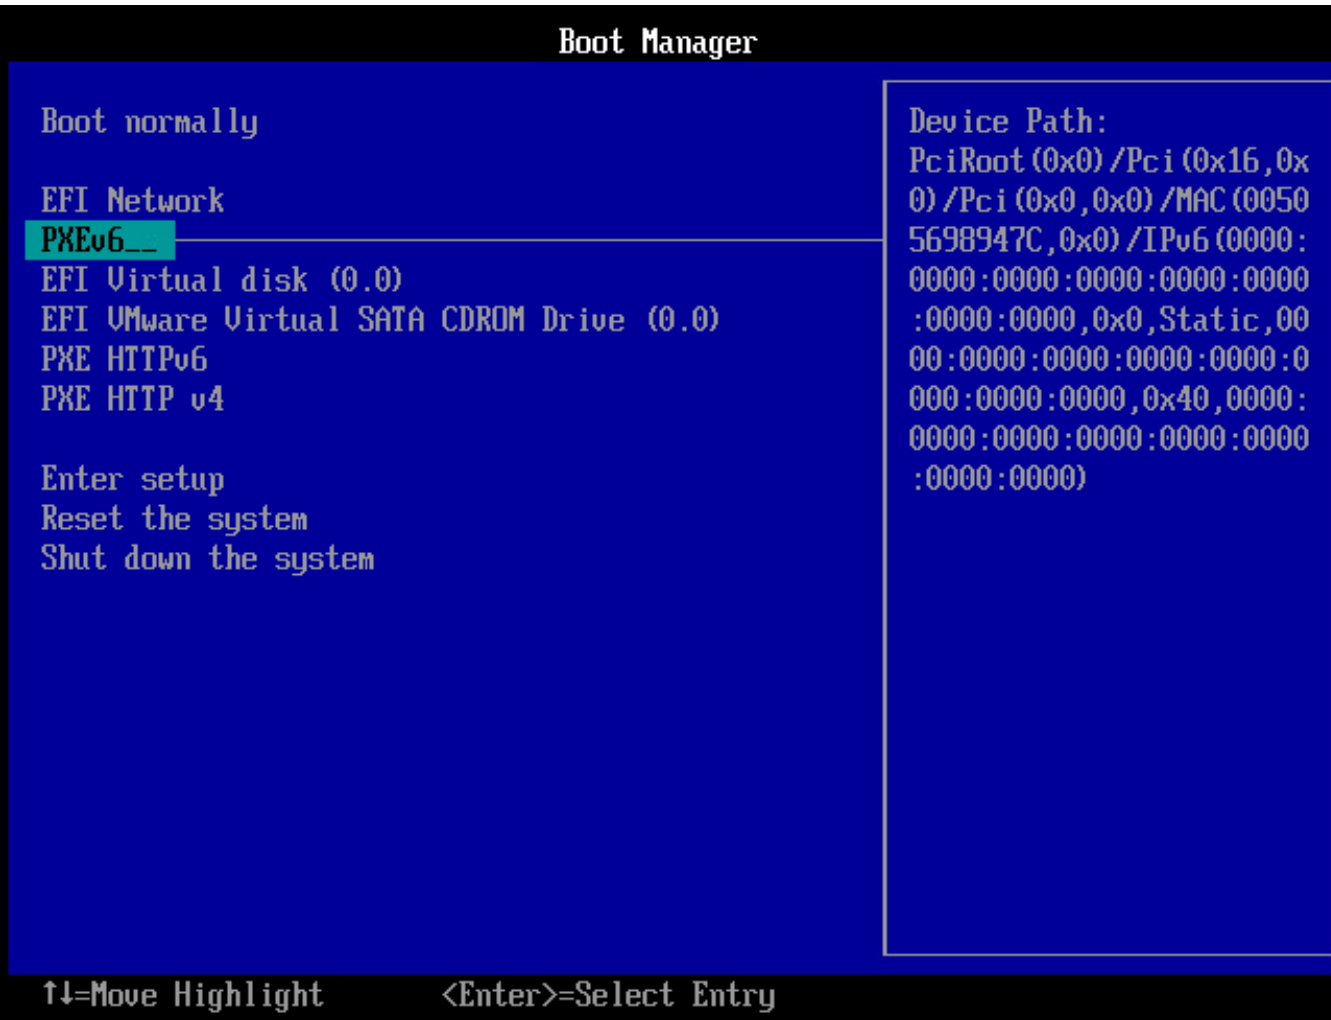 Boot Manager
Boot normally
EFI Network
PXEv6__
EFI Virtual disk (0.0)
EFI VMware Virtual SATA CDROM Drive (0.0)
PXE HTTPv6
PXE HTTP v4
Enter setup
Reset the system
Shut down the system
Device Path:
PciRoot(0x0)/Pci(0x16,0x
0)/Pci(0x0,0x0)/MAC(0050
5698947C,0x0)/IPv6(0000:
0000:0000:0000:0000:0000
:0000:0000,0x0,Static,00
00:0000:0000:0000:0000:0
000:0000:0000,0x40,0000:
0000:0000:0000:0000:0000
:0000:0000)
↑↓=Move Highlight
<Enter>=Select Entry